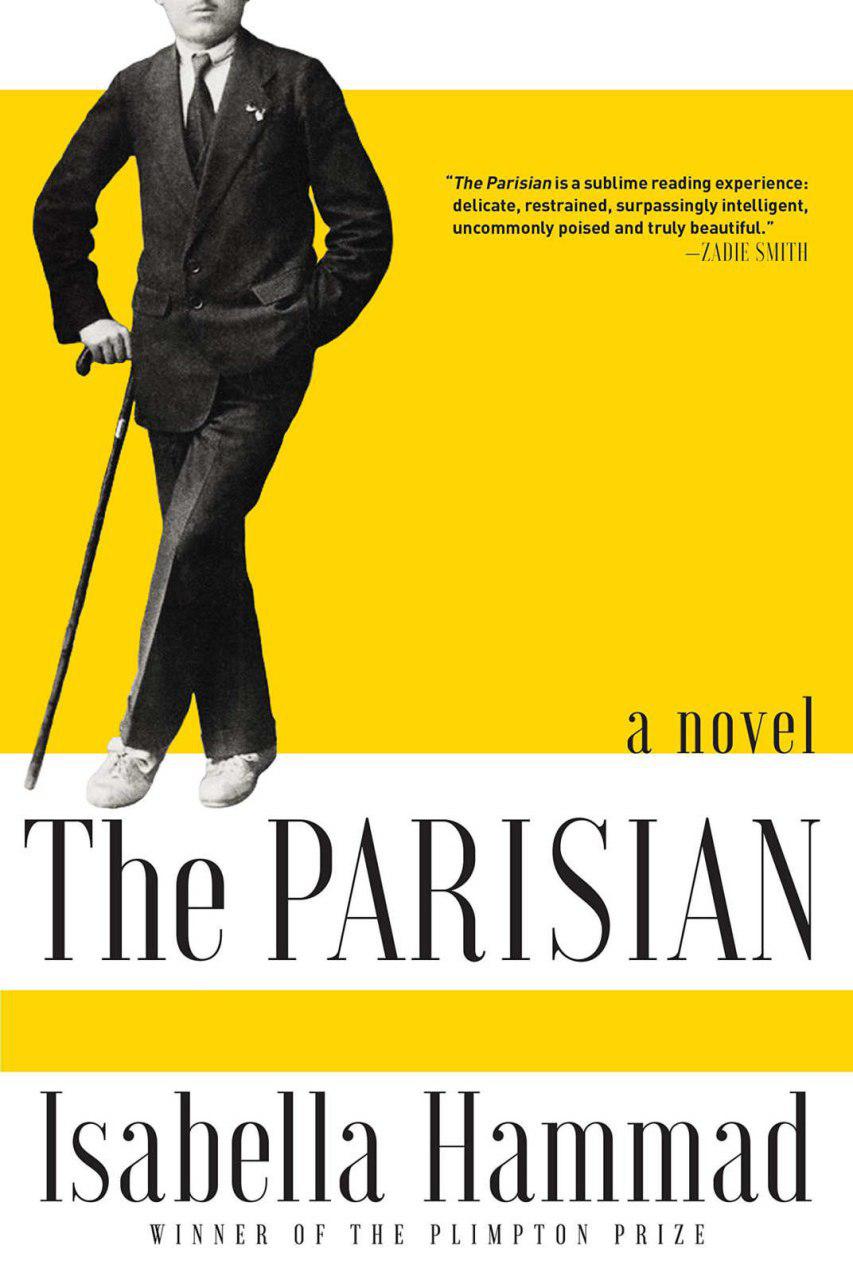 “The Parisian is a sublime reading experience:
delicate, restrained, surpassingly intelligent,
uncommonly poised and truly beautiful.”
—ZADIE SMITH
a novel
The PARISIAN
Isabella Hammad
WINNER OF THE PLIMPTON PRIZE